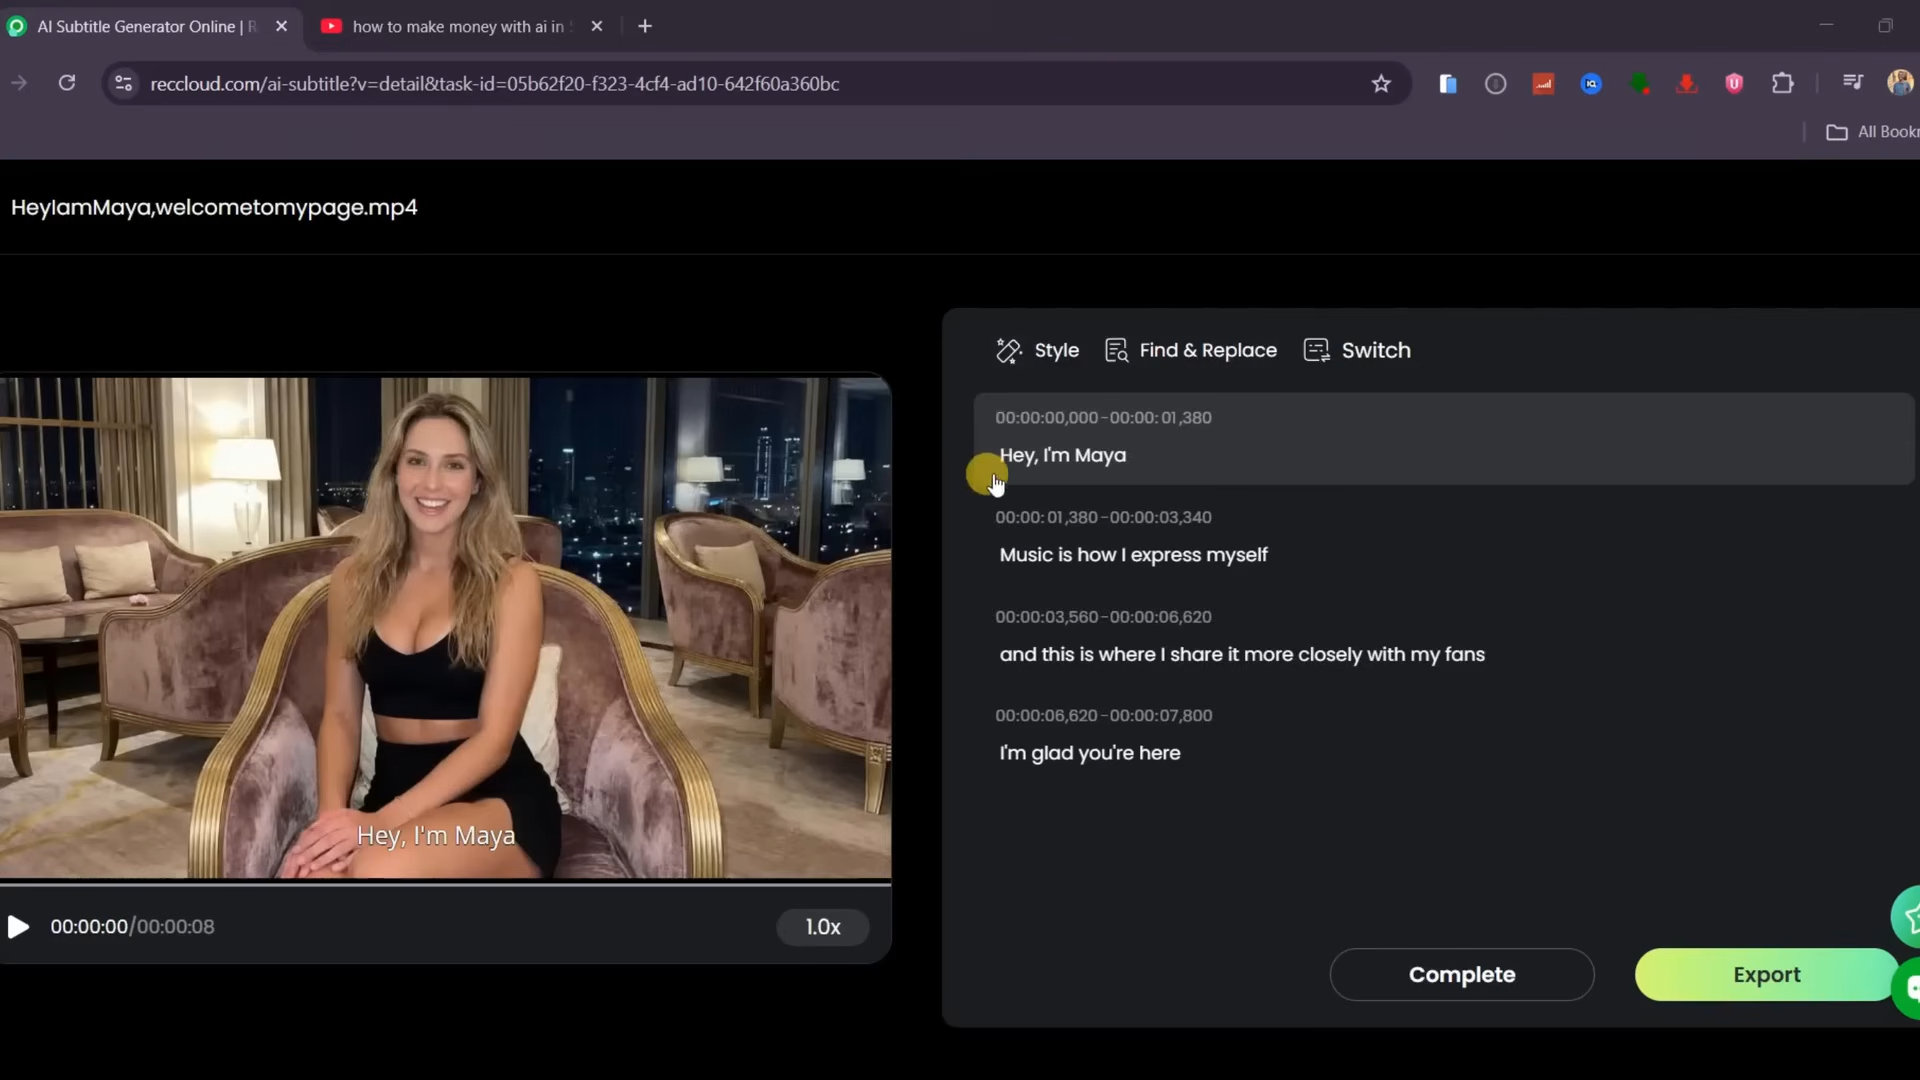 AI Subtitle Generator Online | R
how to make money with ai in
reccloud.com/ai-subtitle?v=detail&task-id=05b62f20-f323-4cf4-ad10-642f60a360bc
All Bookr
HeyIamMaya,welcometomypage.mp4
Style Find & Replace Switch
00:00:00,000-00:00:01,380
Hey, I'm Maya
00:00:01,380-00:00:03,340
Music is how I express myself
00:00:03,560-00:00:06,620
and this is where I share it more closely with my fans
00:00:06,620-00:00:07,800
I'm glad you're here
Hey, I'm Maya
00:00:00/00:00:08
1.0x
Complete
Export